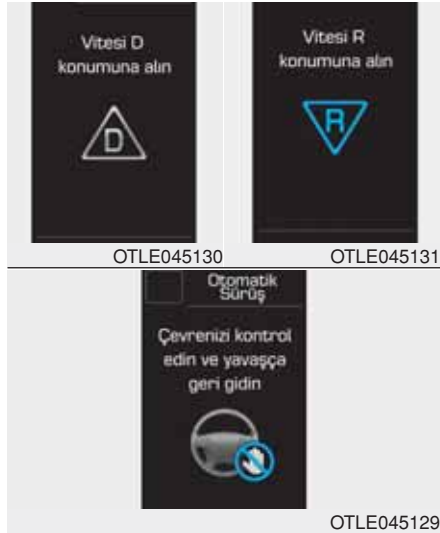 Vitesi D
konumuna alın
D
OTLE045130
Vitesi R
konumuna alın
R
OTLE045131
Otomatik
Sürüş
Çevrenizi kontrol
edin ve yavaşça
geri gidin
OTLE045129